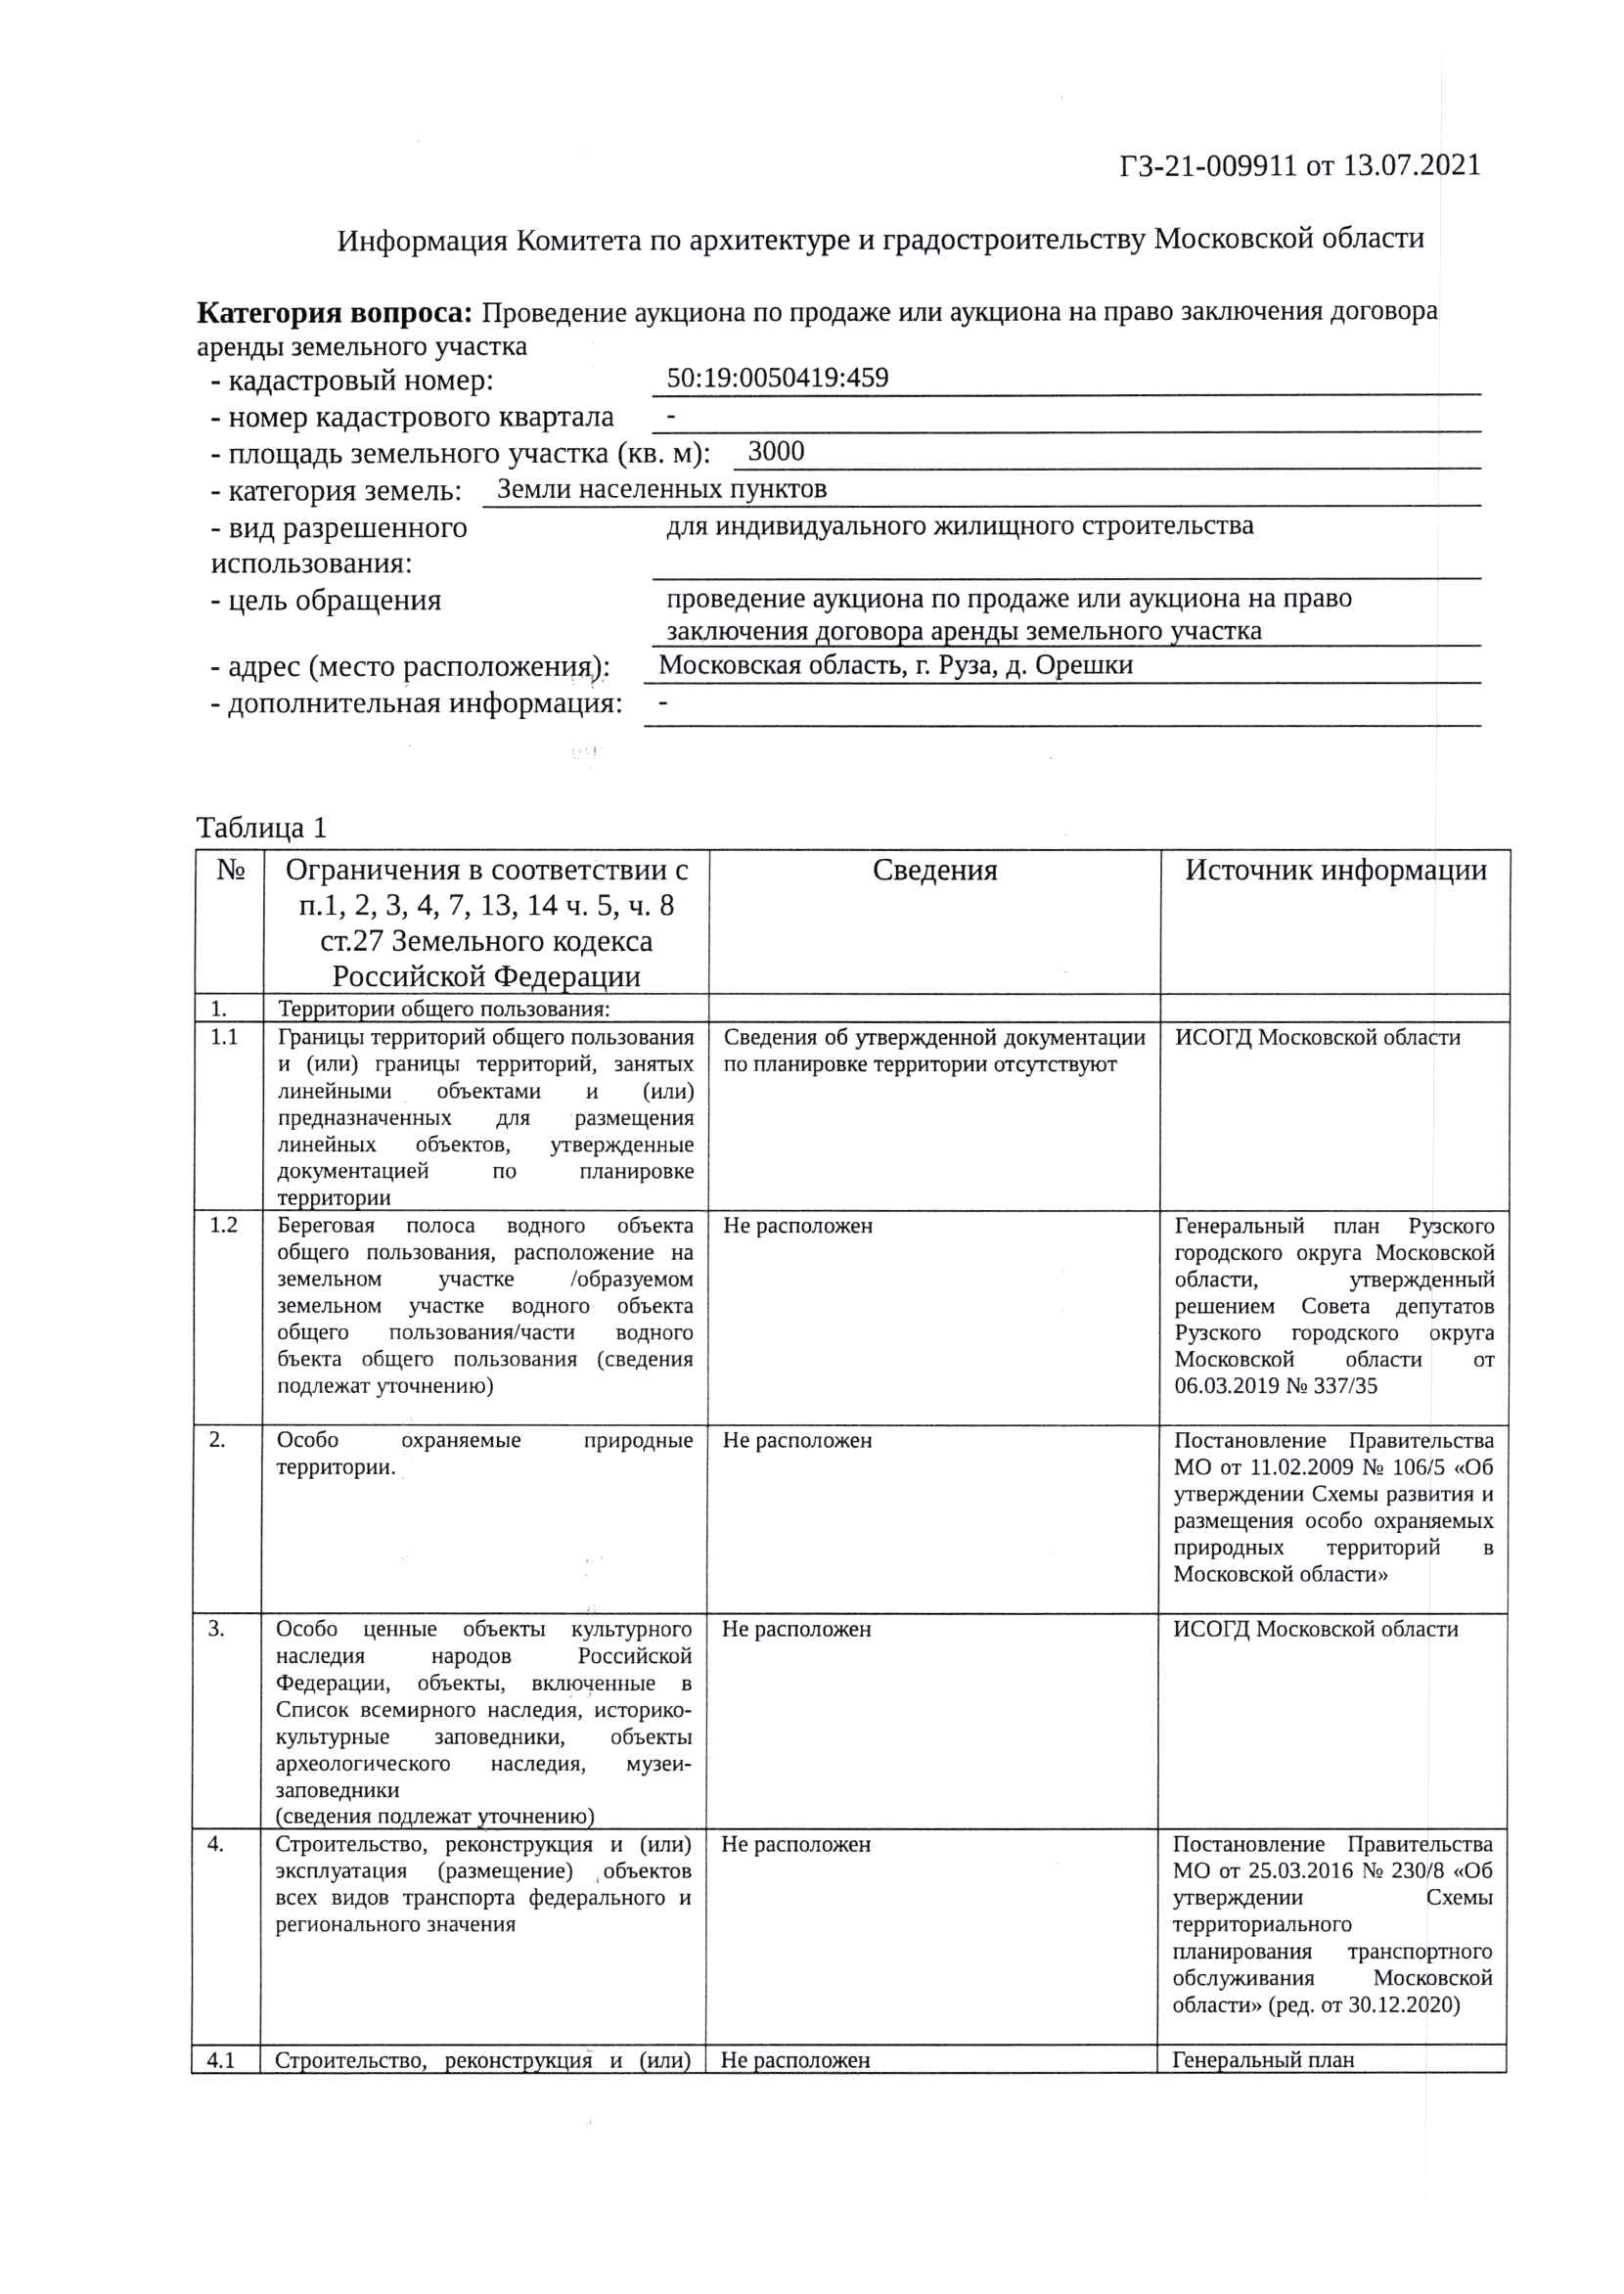 ГЗ-21-009911 от 13.07.2021
Информация Комитета по архитектуре и градостроительству Московской области
Категория вопроса: Проведение аукциона по продаже или аукциона на право заключения договора
аренды земельного участка
- кадастровый номер: 50:19:0050419:459
- номер кадастрового квартала -
- площадь земельного участка (кв. м): 3000
- категория земель: Земли населенных пунктов
- вид разрешенного для индивидуального жилищного строительства
использования:
- цель обращения проведение аукциона по продаже или аукциона на право
заключения договора аренды земельного участка
- адрес (место расположения): Московская область, г. Руза, д. Орешки
- дополнительная информация: -
Таблица 1
№ Ограничения в соответствии с Сведения Источник информации
п.1, 2, 3, 4, 7, 13, 14 ч. 5, ч. 8
ст.27 Земельного кодекса
Российской Федерации
1. Территории общего пользования:
1.1 Границы территорий общего пользования Сведения об утвержденной документации ИСОГД Московской области
и (или) границы территорий, занятых по планировке территории отсутствуют
линейными объектами и (или)
предназначенных для размещения
линейных объектов, утвержденные
документацией по планировке
территории
1.2 Береговая полоса водного объекта Не расположен Генеральный план Рузского
общего пользования, расположение на городского округа Московской
земельном участке /образуемом области, утвержденный
земельном участке водного объекта решением Совета депутатов
общего пользования/части водного Рузского городского округа
бъекта общего пользования (сведения Московской области от
подлежат уточнению) 06.03.2019 № 337/35
2. Особо охраняемые природные Не расположен Постановление Правительства
территории. МО от 11.02.2009 № 106/5 «Об
утверждении Схемы развития и
размещения особо охраняемых
природных территорий в
Московской области»
3. Особо ценные объекты культурного Не расположен ИСОГД Московской области
наследия народов Российской
Федерации, объекты, включенные в
Список всемирного наследия, историко-
культурные заповедники, объекты
археологического наследия, музеи-
заповедники
(сведения подлежат уточнению)
4. Строительство, реконструкция и (или) Не расположен Постановление Правительства
эксплуатация (размещение) объектов МО от 25.03.2016 № 230/8 «Об
всех видов транспорта федерального и утверждении Схемы
регионального значения территориального
планирования транспортного
обслуживания Московской
области» (ред. от 30.12.2020)
4.1 Строительство, реконструкция и (или) Не расположен Генеральный план